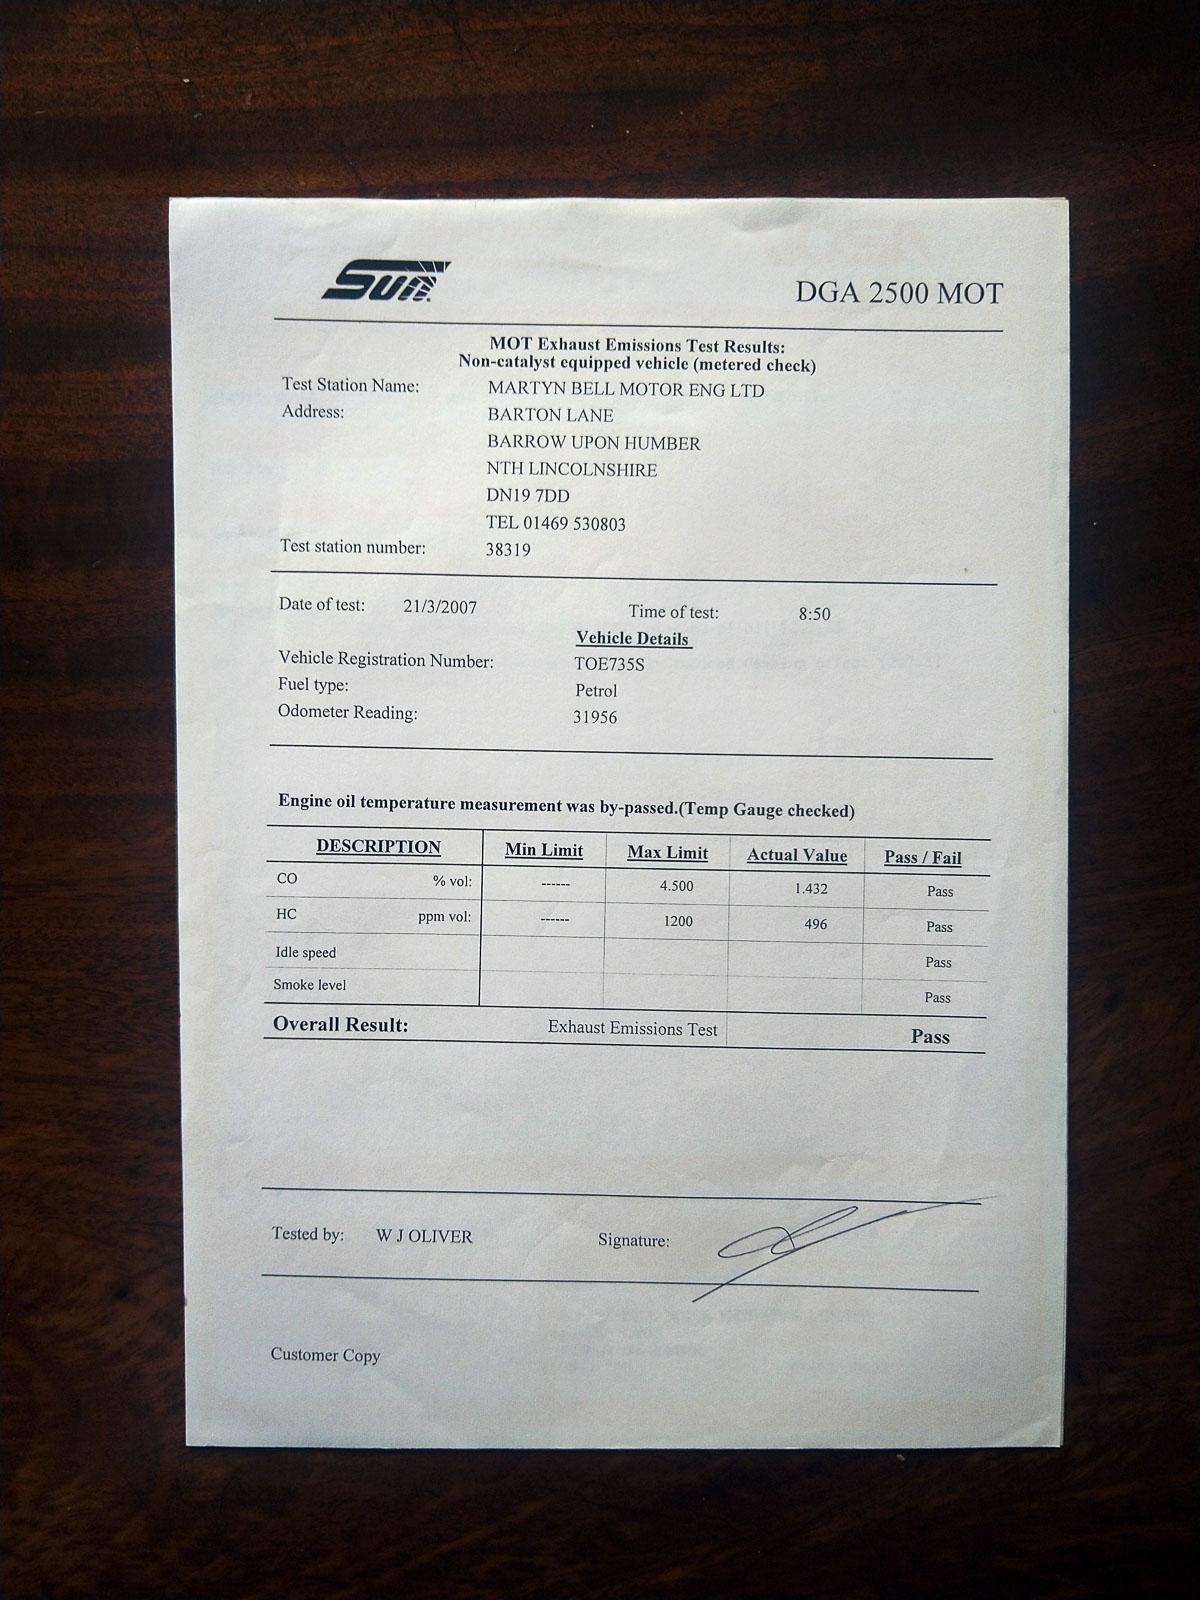 Sun
DGA 2500 MOT
MOT Exhaust Emissions Test Results:
Non-catalyst equipped vehicle (metered check)
Test Station Name: MARTYN BELL MOTOR ENG LTD
Address: BARTON LANE
BARROW UPON HUMBER
NTH LINCOLNSHIRE
DN19 7DD
TEL 01469 530803
Test station number: 38319
Date of test: 21/3/2007 Time of test: 8:50
Vehicle Details
Vehicle Registration Number: TOE735S
Fuel type: Petrol
Odometer Reading: 31956
Engine oil temperature measurement was by-passed.(Temp Gauge checked)
DESCRIPTION Min Limit Max Limit Actual Value Pass / Fail
CO % vol: ------ 4.500 1.432 Pass
HC ppm vol: ------ 1200 496 Pass
Idle speed Pass
Smoke level Pass
Overall Result: Exhaust Emissions Test Pass
Tested by: W J OLIVER Signature:
Customer Copy